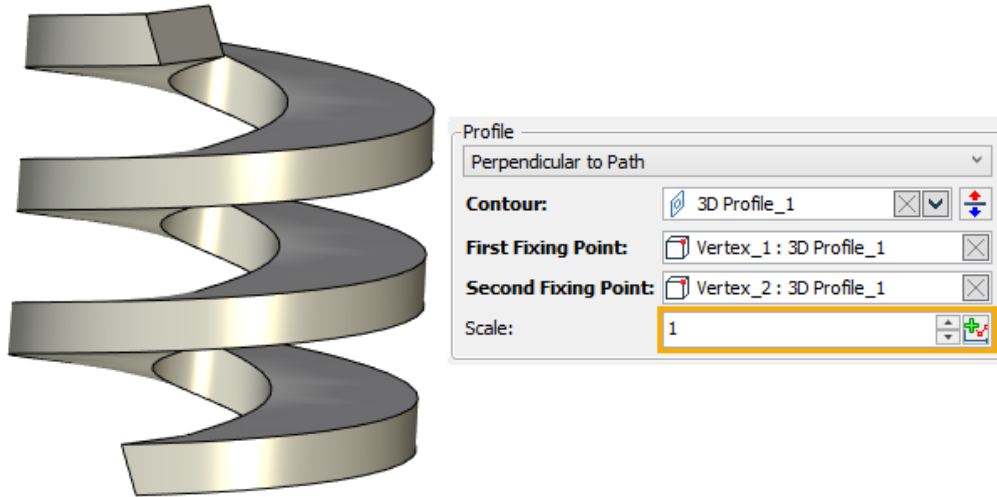 Profile
Perpendicular to Path
Contour: 3D Profile_1
First Fixing Point: Vertex_1 : 3D Profile_1
Second Fixing Point: Vertex_2 : 3D Profile_1
Scale: 1